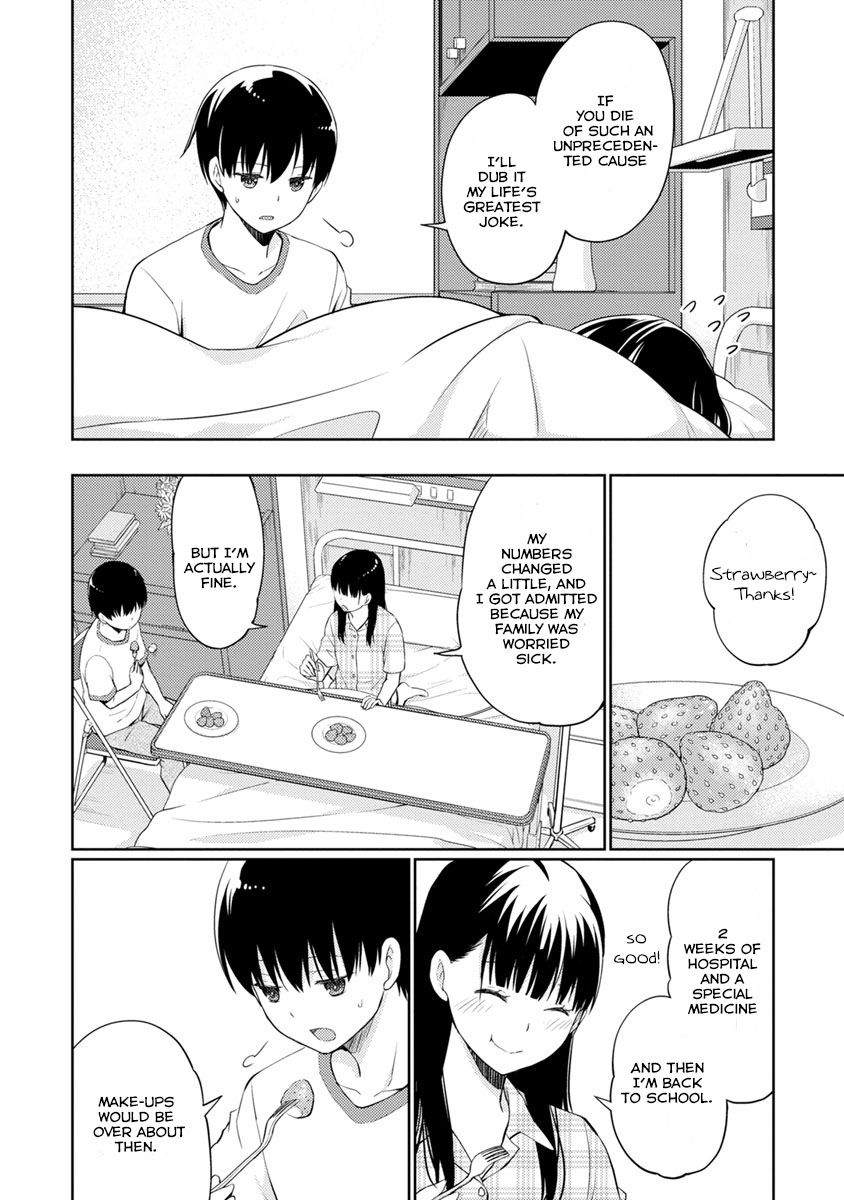 IF
YOU DIE
OF SUCH AN
UNPRECEDEN-
TED CAUSE
I'LL
DUB IT
MY LIFE'S
GREATEST
JOKE.
Strawberry~
Thanks!
MY
NUMBERS
CHANGED
A LITTLE, AND
I GOT ADMITTED
BECAUSE MY
FAMILY WAS
WORRIED
SICK.
BUT I'M
ACTUALLY
FINE.
2
WEEKS OF
HOSPITAL
AND A
SPECIAL
MEDICINE
AND THEN
I'M BACK
TO SCHOOL.
SO
GOOD!
MAKE-UPS
WOULD BE
OVER ABOUT
THEN.